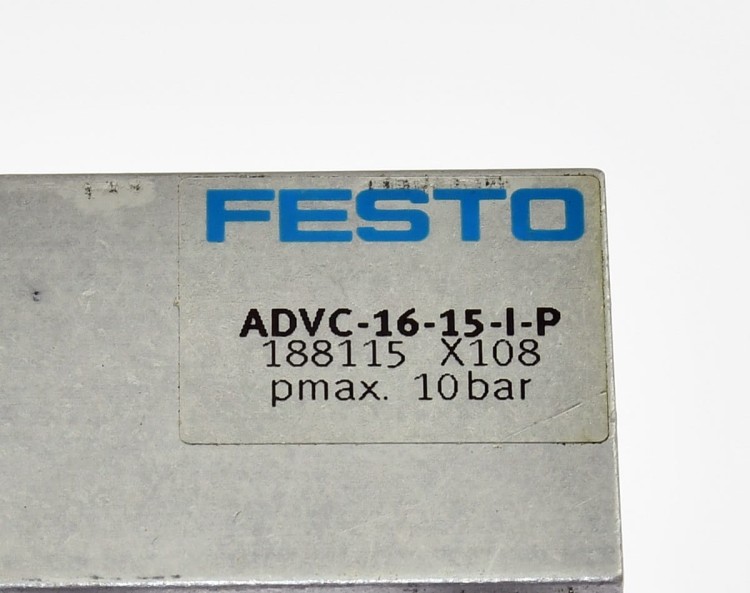 FESTO
ADVC-16-15-I-P
188115 X108
pmax. 10bar